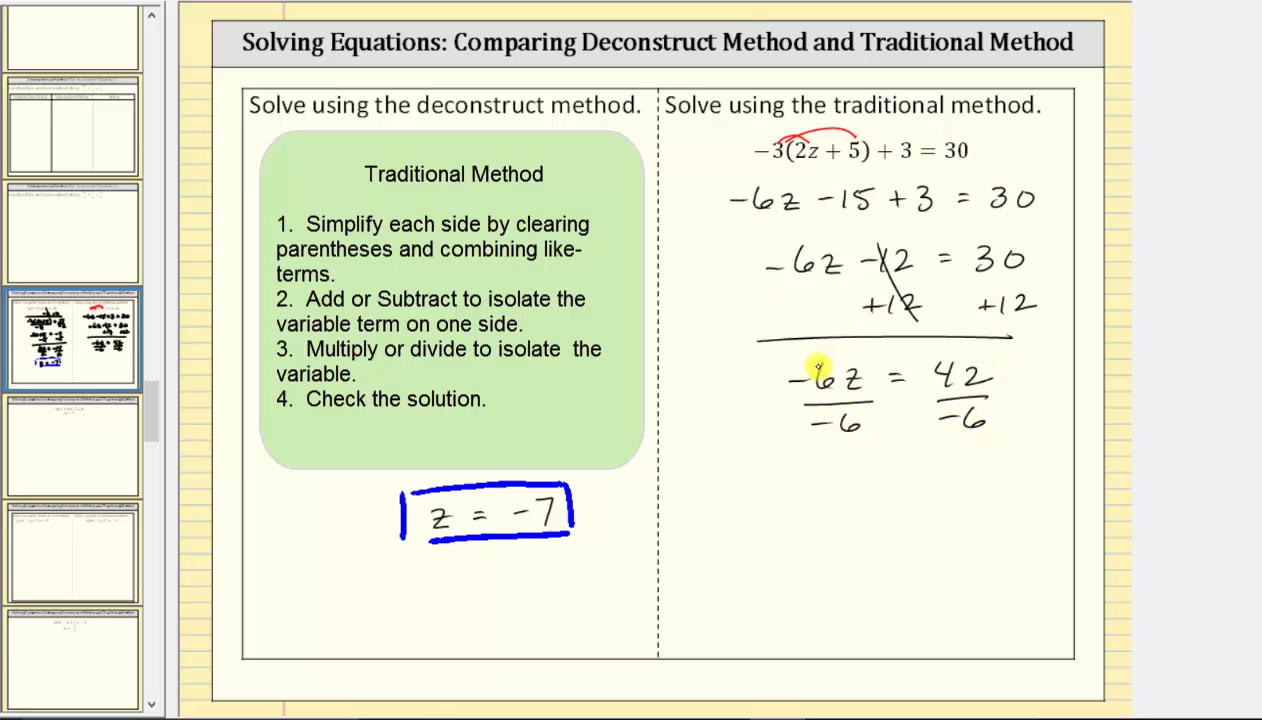 Solving Equations: Comparing Deconstruct Method and Traditional Method
Solve using the deconstruct method.
Traditional Method
1. Simplify each side by clearing
parentheses and combining like-
terms.
2. Add or Subtract to isolate the
variable term on one side.
3. Multiply or divide to isolate the
variable.
4. Check the solution.
z = -7
Solve using the traditional method.
−3(2z + 5) + 3 = 30
-6z -15 +3 = 30
-6z -12 = 30
+12 +12
-6z = 42
-6 -6